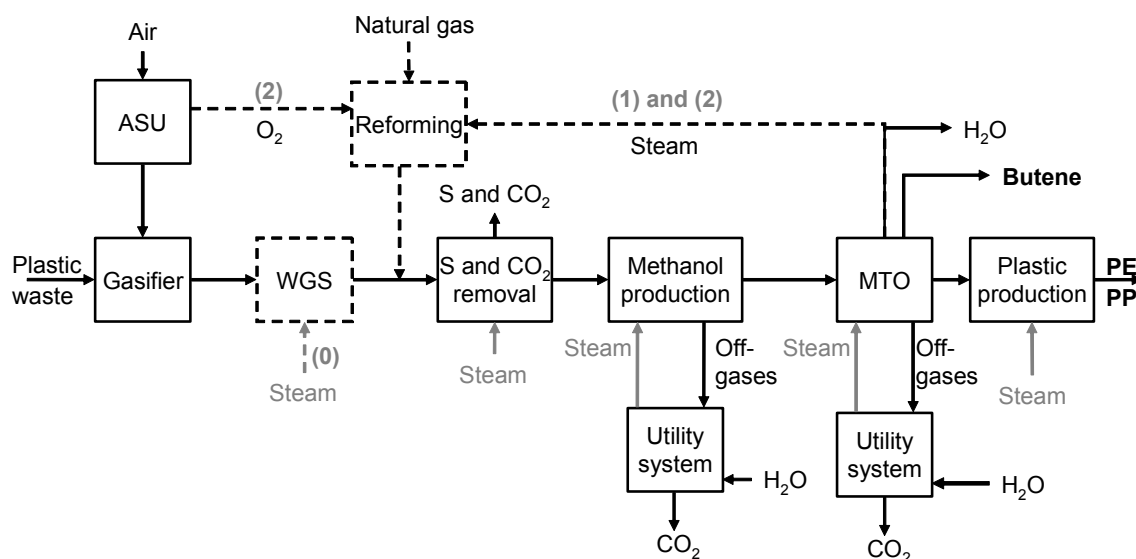 Air
Natural gas
ASU
(2)
O₂
Reforming
(1) and (2)
Steam
H₂O
S and CO₂
Butene
Plastic
waste
Gasifier
WGS
S and CO₂
removal
Methanol
production
MTO
Plastic
production
PE
PP
(0)
Steam
Steam
Steam
Off-
gases
Steam
Off-
gases
Steam
Utility
system
H₂O
Utility
system
H₂O
CO₂
CO₂